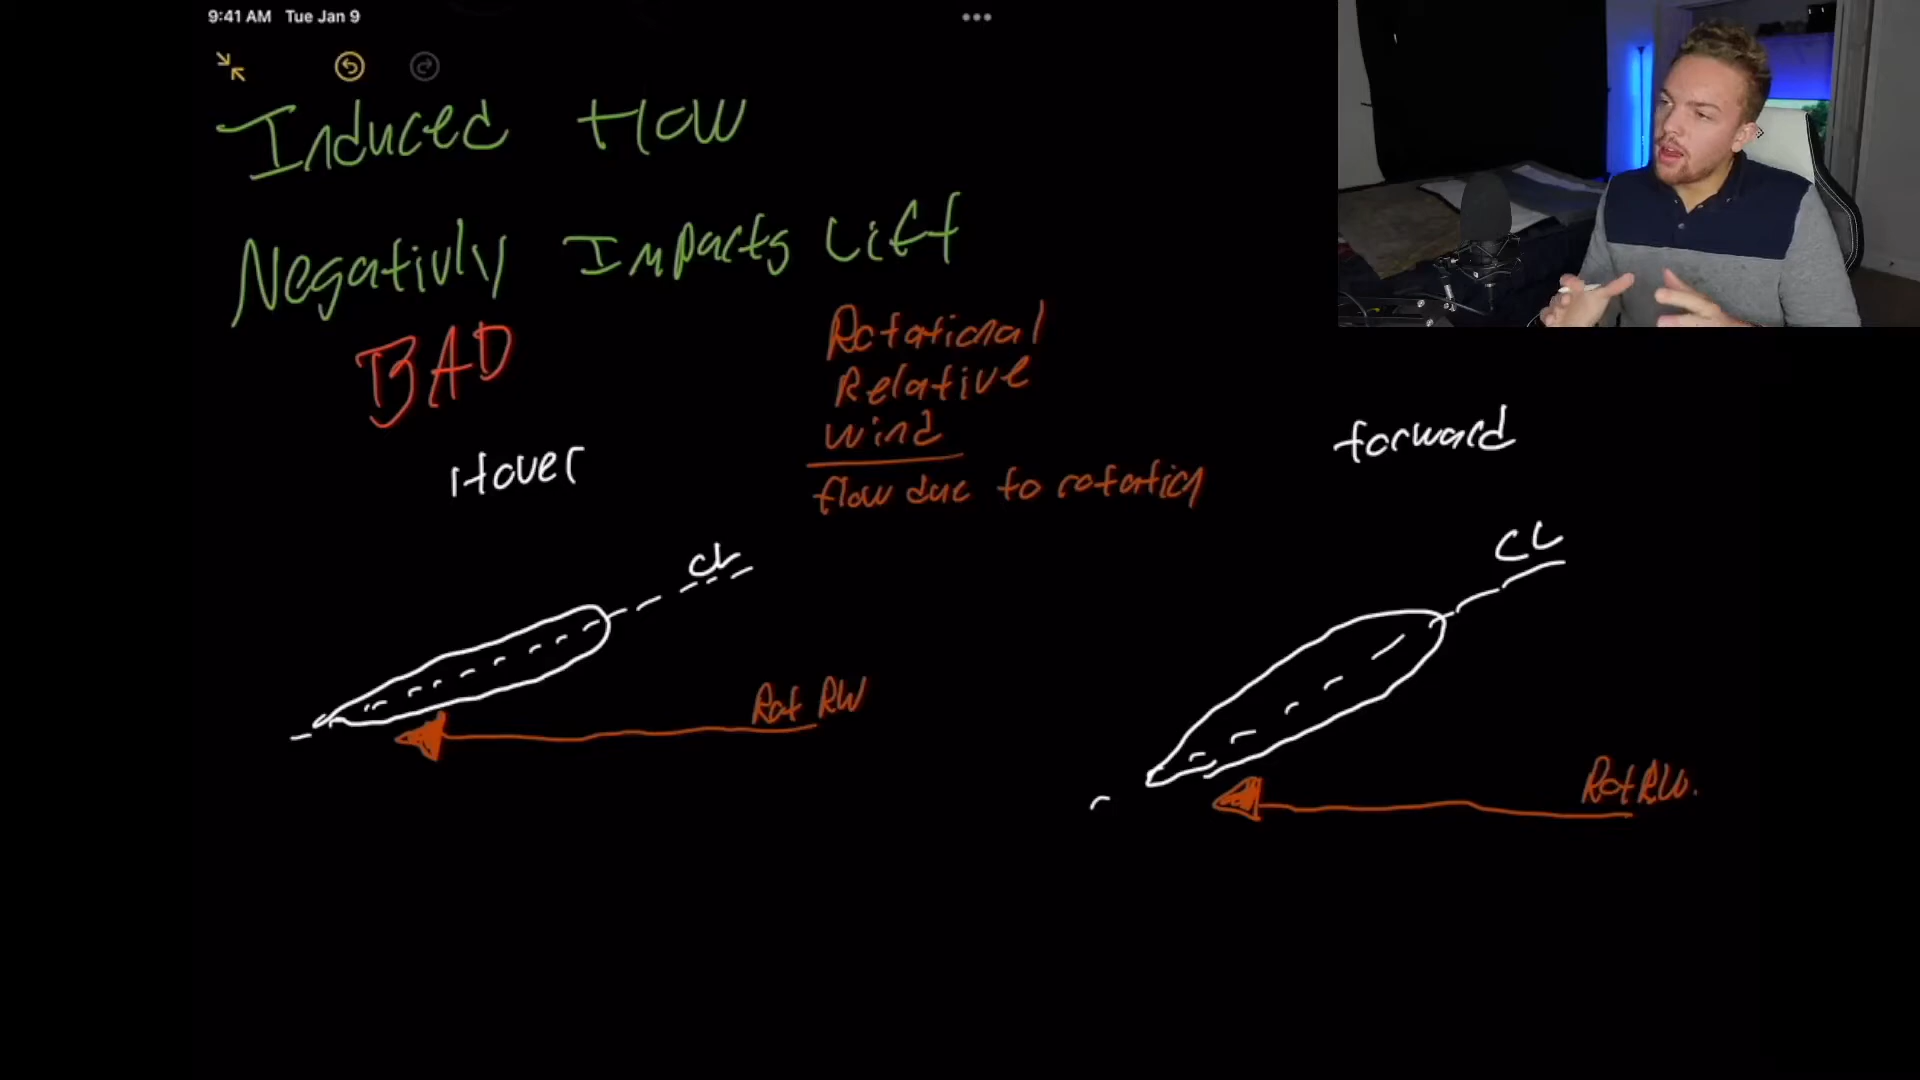 9:41 AM Tue Jan 9
Induced flow
Negativly Impacts Lift
BAD
Rotational
Relative
wind
flow due to rotation
Hover
forward
CL
CL
Rot RW
Rot RW.